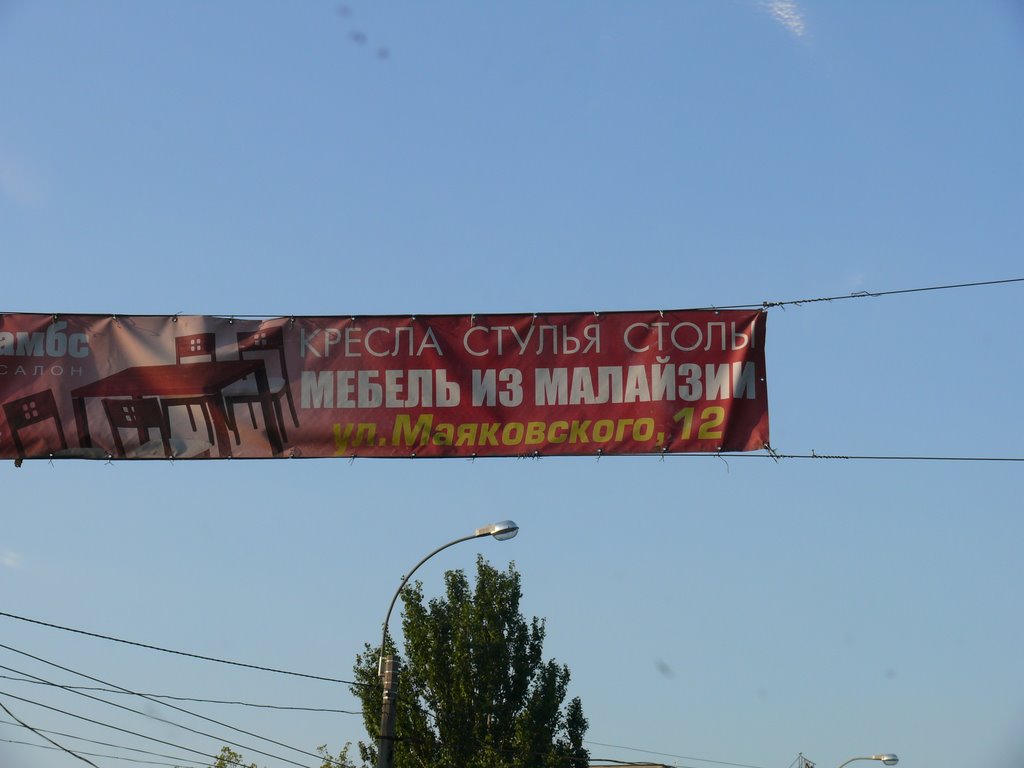 амбс
САЛОН
КРЕСЛА СТУЛЬЯ СТОЛЫ
МЕБЕЛЬ ИЗ МАЛАЙЗИИ
ул.Маяковского, 12